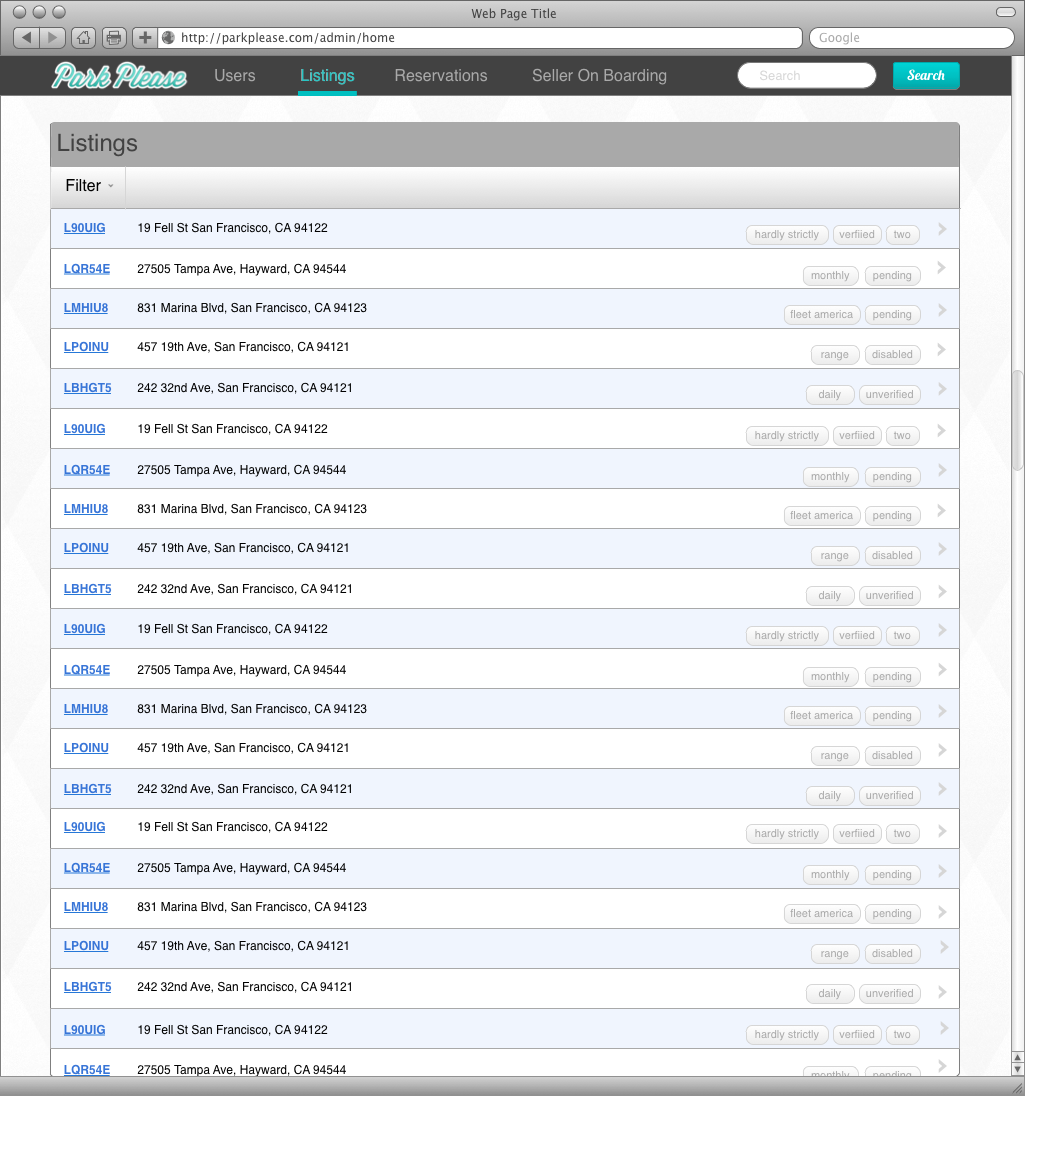 Web Page Title
http://parkplease.com/admin/home Google
Park Please Users Listings Reservations Seller On Boarding Search Search
Listings
Filter
L90UIG 19 Fell St San Francisco, CA 94122 hardly strictly verfiied two
LQR54E 27505 Tampa Ave, Hayward, CA 94544 monthly pending
LMHIU8 831 Marina Blvd, San Francisco, CA 94123 fleet america pending
LPOINU 457 19th Ave, San Francisco, CA 94121 range disabled
LBHGT5 242 32nd Ave, San Francisco, CA 94121 daily unverified
L90UIG 19 Fell St San Francisco, CA 94122 hardly strictly verfiied two
LQR54E 27505 Tampa Ave, Hayward, CA 94544 monthly pending
LMHIU8 831 Marina Blvd, San Francisco, CA 94123 fleet america pending
LPOINU 457 19th Ave, San Francisco, CA 94121 range disabled
LBHGT5 242 32nd Ave, San Francisco, CA 94121 daily unverified
L90UIG 19 Fell St San Francisco, CA 94122 hardly strictly verfiied two
LQR54E 27505 Tampa Ave, Hayward, CA 94544 monthly pending
LMHIU8 831 Marina Blvd, San Francisco, CA 94123 fleet america pending
LPOINU 457 19th Ave, San Francisco, CA 94121 range disabled
LBHGT5 242 32nd Ave, San Francisco, CA 94121 daily unverified
L90UIG 19 Fell St San Francisco, CA 94122 hardly strictly verfiied two
LQR54E 27505 Tampa Ave, Hayward, CA 94544 monthly pending
LMHIU8 831 Marina Blvd, San Francisco, CA 94123 fleet america pending
LPOINU 457 19th Ave, San Francisco, CA 94121 range disabled
LBHGT5 242 32nd Ave, San Francisco, CA 94121 daily unverified
L90UIG 19 Fell St San Francisco, CA 94122 hardly strictly verfiied two
LQR54E 27505 Tampa Ave, Hayward, CA 94544 monthly pending